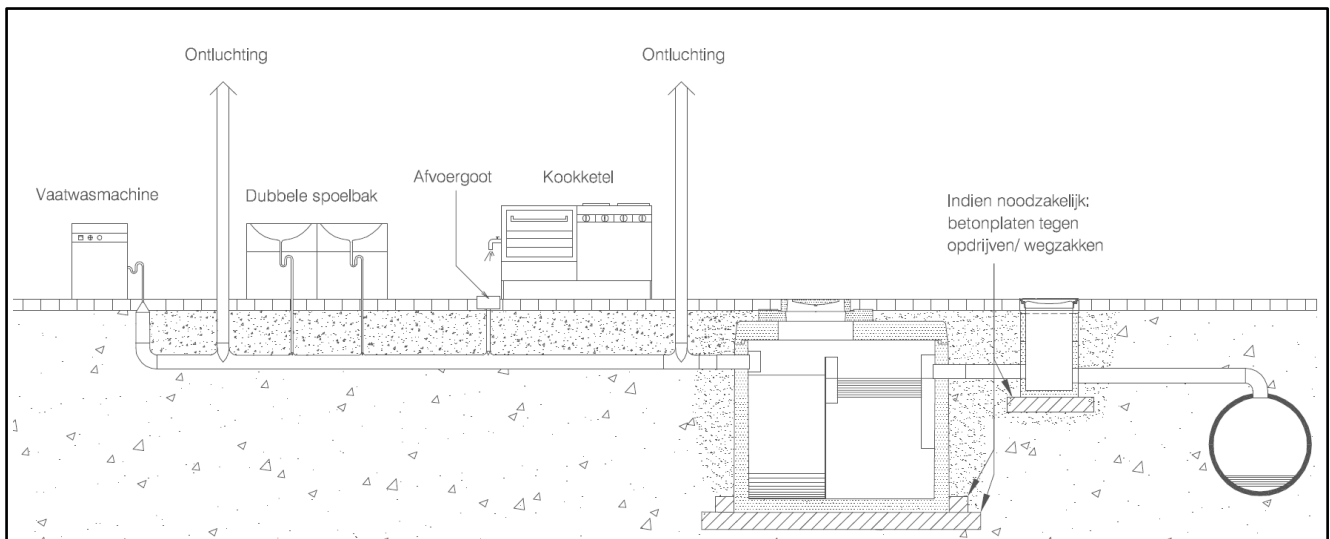 Ontluchting
Ontluchting
Vaatwasmachine
Dubbele spoelbak
Afvoergoot
Kookketel
Indien noodzakelijk:
betonplaten tegen
opdrijven/ wegzakken